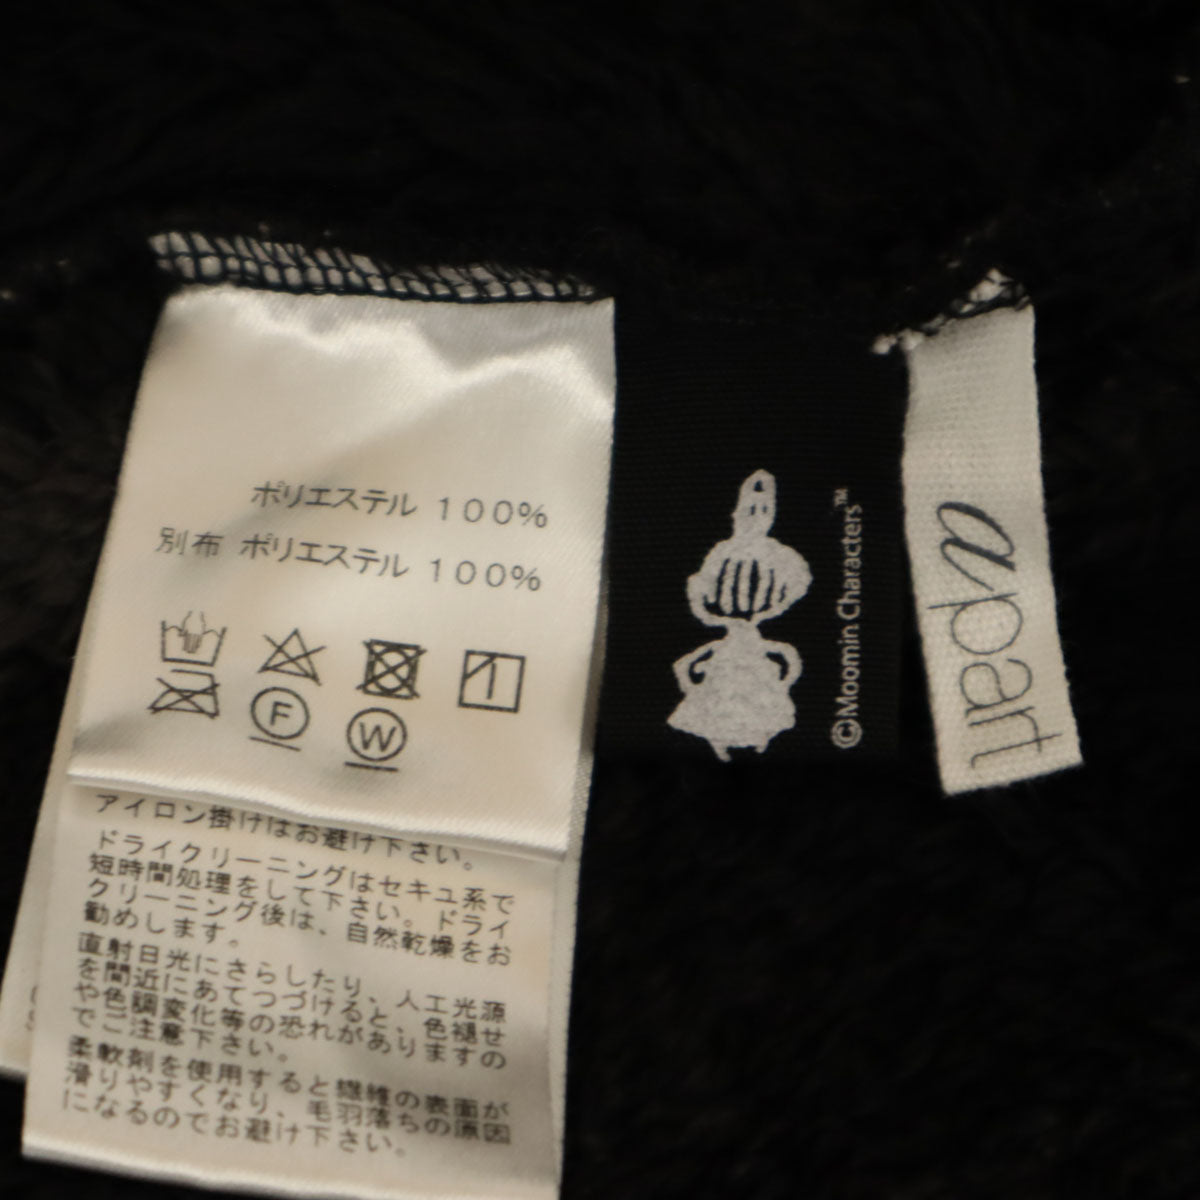 ポリエステル 100%
別布 ポリエステル 100%
F
W
アイロン掛けはお避け下さい。
ドライクリーニングはセキユ系で
短時間処理をして下さい。ドライ
クリーニング後は、自然乾燥をお
勧めします。
直射日光にさらしたり、人工光源
を間近にあてつづけると、色褪せ
や色調変化等の恐れがありますの
でご注意下さい。
柔軟剤を使用すると繊維の表面が
滑りやすくなり、毛羽落ちの原因
になるのでお避け下さい。
©Moomin Characters™
apart